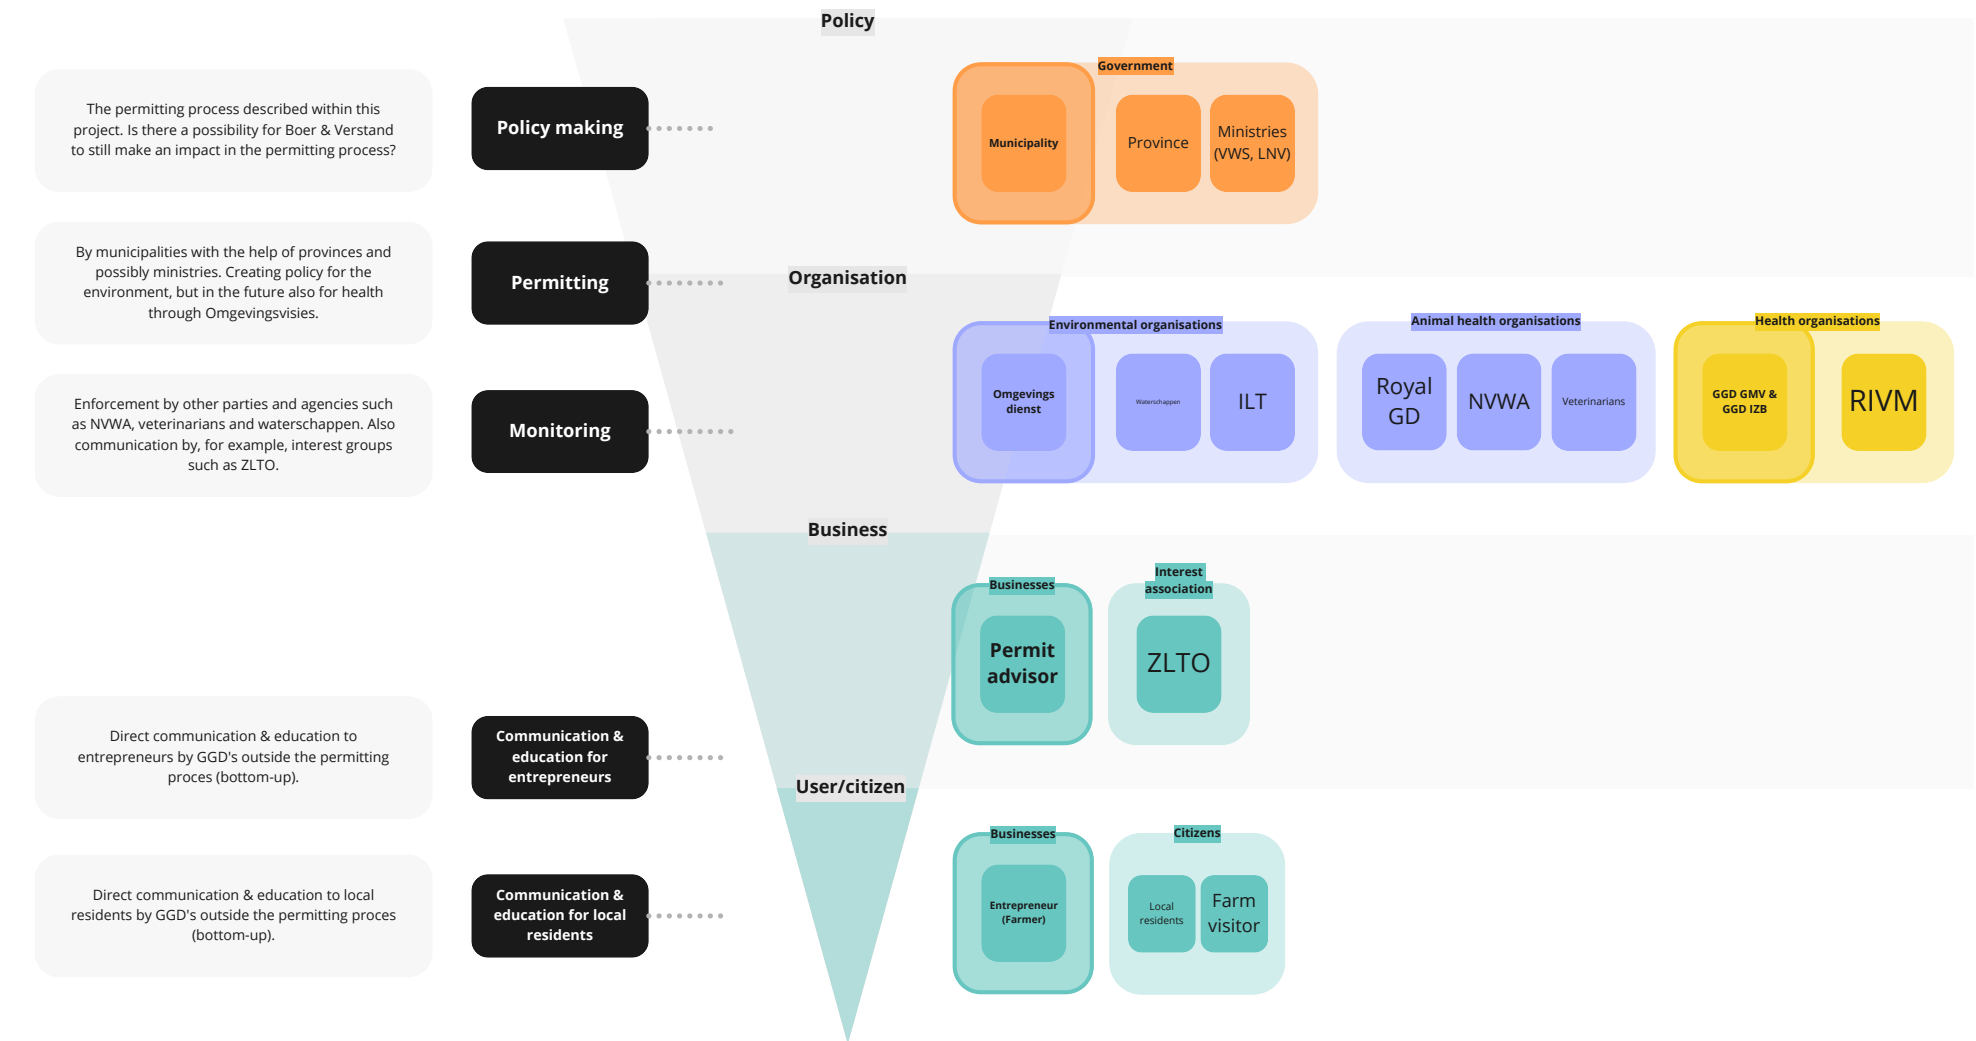 Policy
The permitting process described within this
project. Is there a possibility for Boer & Verstand
to still make an impact in the permitting process?
Policy making
Government
Municipality
Province
Ministries
(VWS, LNV)
By municipalities with the help of provinces and
possibly ministries. Creating policy for the
environment, but in the future also for health
through Omgevingsvisies.
Permitting
Organisation
Enforcement by other parties and agencies such
as NVWA, veterinarians and waterschappen. Also
communication by, for example, interest groups
such as ZLTO.
Monitoring
Environmental organisations
Omgevings
dienst
Waterschappen
ILT
Animal health organisations
Royal
GD
NVWA
Veterinarians
Health organisations
GGD GMV &
GGD IZB
RIVM
Business
Businesses
Permit
advisor
Interest
association
ZLTO
Direct communication & education to
entrepreneurs by GGD's outside the permitting
proces (bottom-up).
Communication &
education for
entrepreneurs
User/citizen
Direct communication & education to local
residents by GGD's outside the permitting proces
(bottom-up).
Communication &
education for local
residents
Businesses
Entrepreneur
(Farmer)
Citizens
Local
residents
Farm
visitor